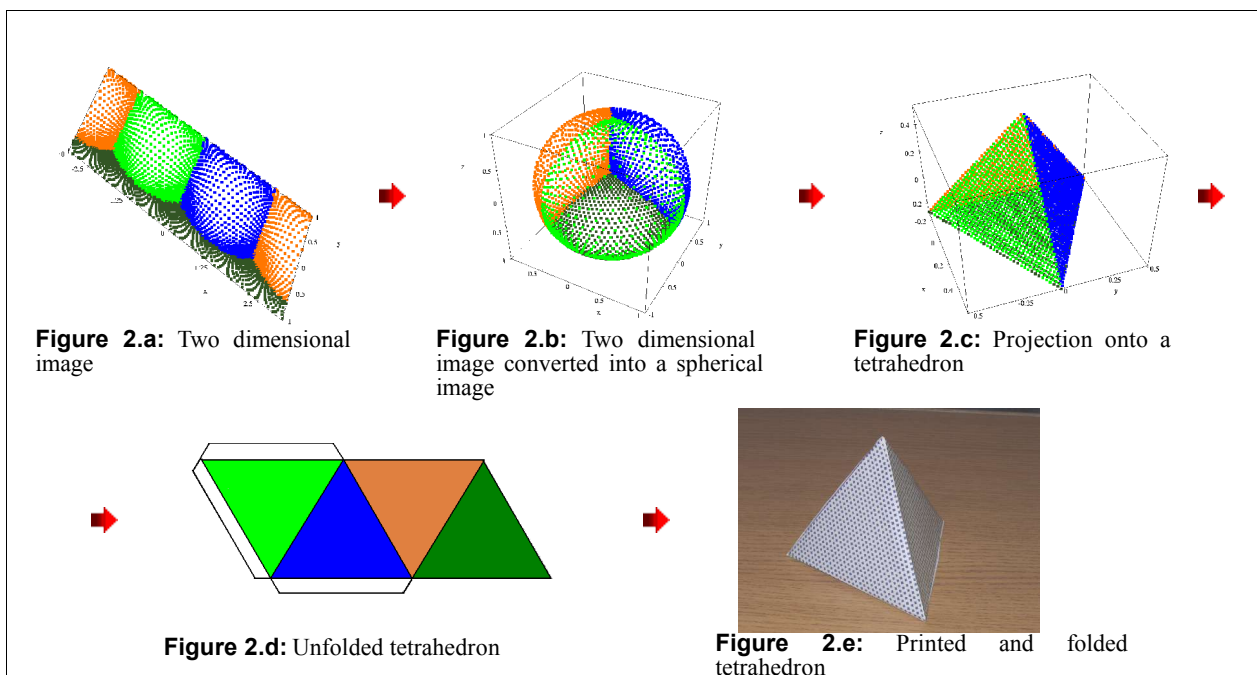 Figure 2.a: Two dimensional
image
Figure 2.b: Two dimensional
image converted into a spherical
image
Figure 2.c: Projection onto a
tetrahedron
Figure 2.d: Unfolded tetrahedron
Figure 2.e: Printed and folded
tetrahedron